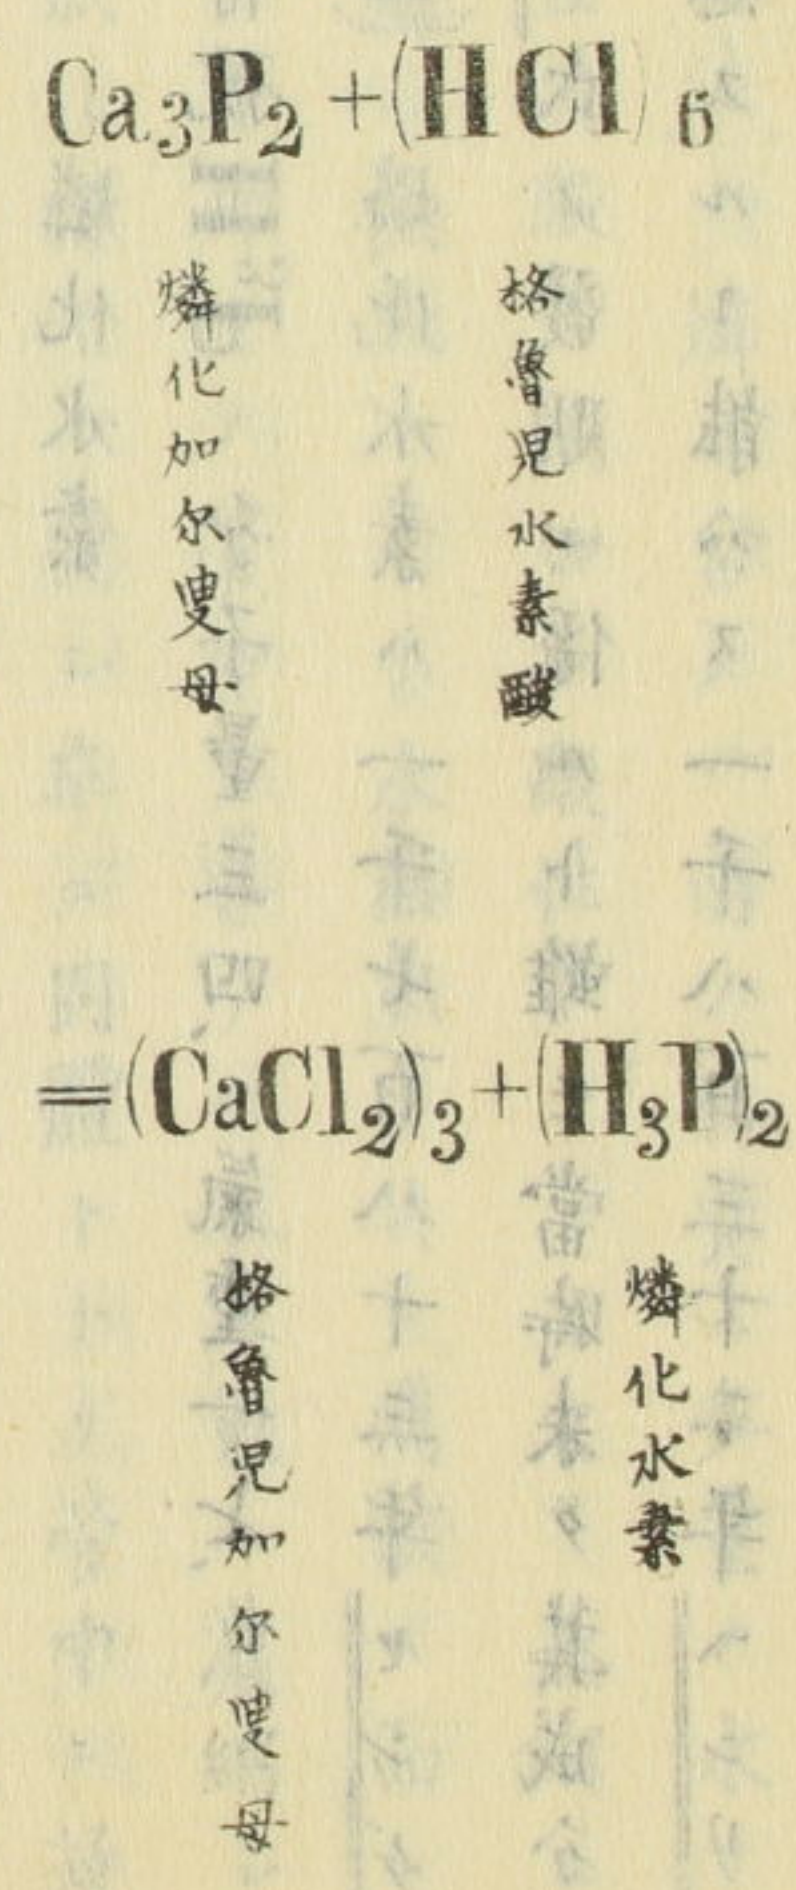 Ca₃P₂ + (HCl)₆
燐化加尔叟母
格魯児水素酸
= (CaCl₂)₃ + (H₃P)₂
格魯児加尔叟母
燐化水素